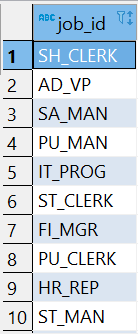 ABC job_id
1 SH_CLERK
2 AD_VP
3 SA_MAN
4 PU_MAN
5 IT_PROG
6 ST_CLERK
7 FI_MGR
8 PU_CLERK
9 HR_REP
10 ST_MAN